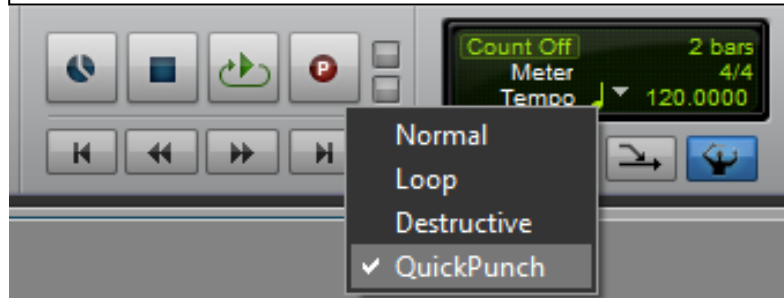 P
Count Off 2 bars
Meter 4/4
Tempo 120.0000
Normal
Loop
Destructive
✓ QuickPunch